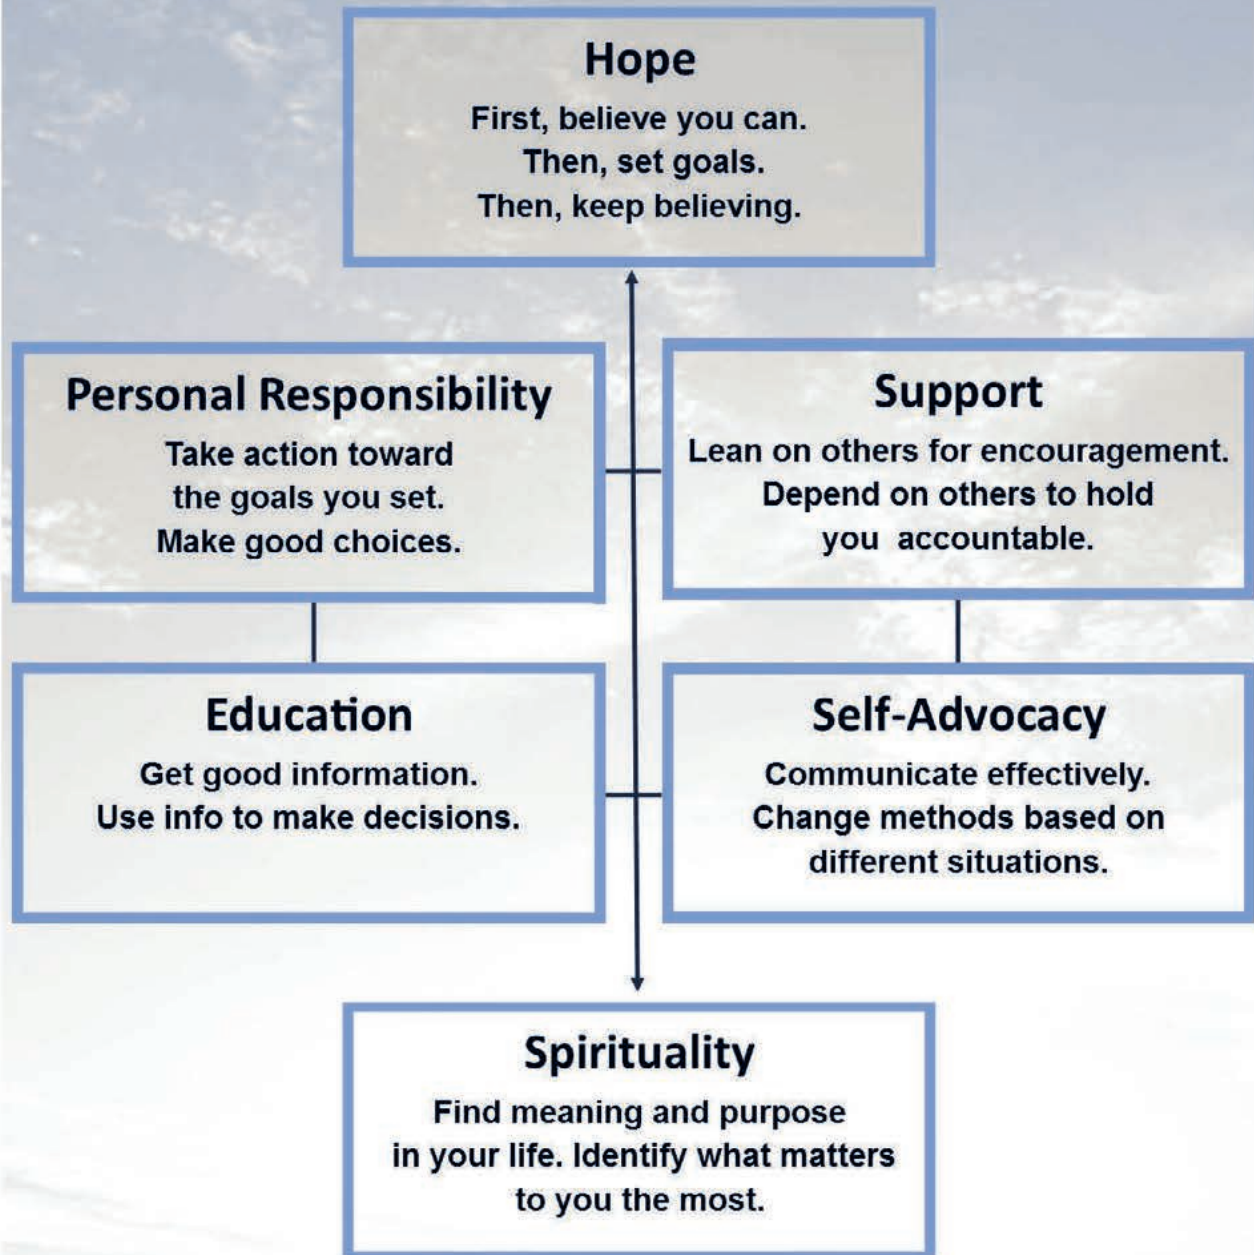 Hope
First, believe you can.
Then, set goals.
Then, keep believing.
Personal Responsibility
Take action toward
the goals you set.
Make good choices.
Support
Lean on others for encouragement.
Depend on others to hold
you accountable.
Education
Get good information.
Use info to make decisions.
Self-Advocacy
Communicate effectively.
Change methods based on
different situations.
Spirituality
Find meaning and purpose
in your life. Identify what matters
to you the most.